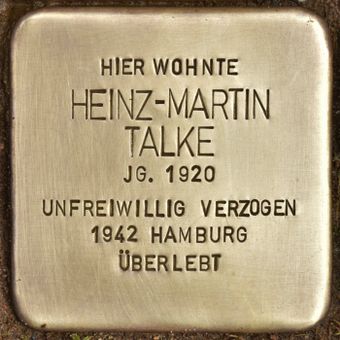 HIER WOHNTE
HEINZ-MARTIN
TALKE
JG. 1920
UNFREIWILLIG VERZOGEN
1942 HAMBURG
ÜBERLEBT